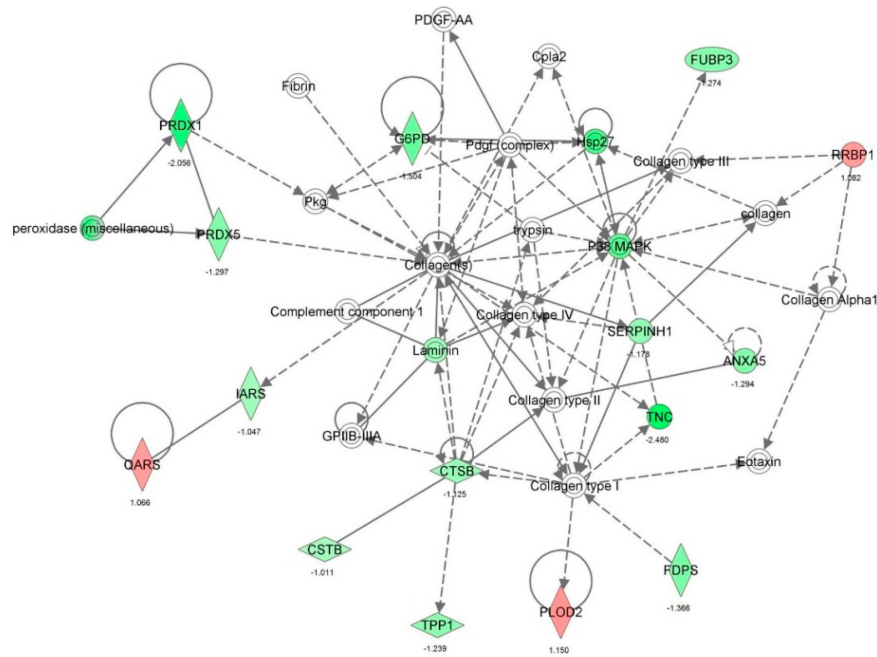 PDGF-AA
Cpla2
FUBP3
1.274
Fibrin
PRDX1
-2.056
G6PD
1.504
Pdgf (complex)
Hsp27
Collagen type III
RRBP1
1.082
Pkg
collagen
peroxidase (miscellaneous)
PRDX5
-1.297
trypsin
P38 MAPK
Collagen(s)
Collagen Alpha1
Complement component 1
Collagen type IV
SERPINH1
-1.173
Laminin
ANXA5
-1.294
IARS
-1.047
Collagen type II
TNC
-2.480
GPIIB-IIIA
QARS
1.066
CTSB
-1.125
Eotaxin
Collagen type I
CSTB
-1.011
FDPS
-1.366
PLOD2
1.150
TPP1
-1.239